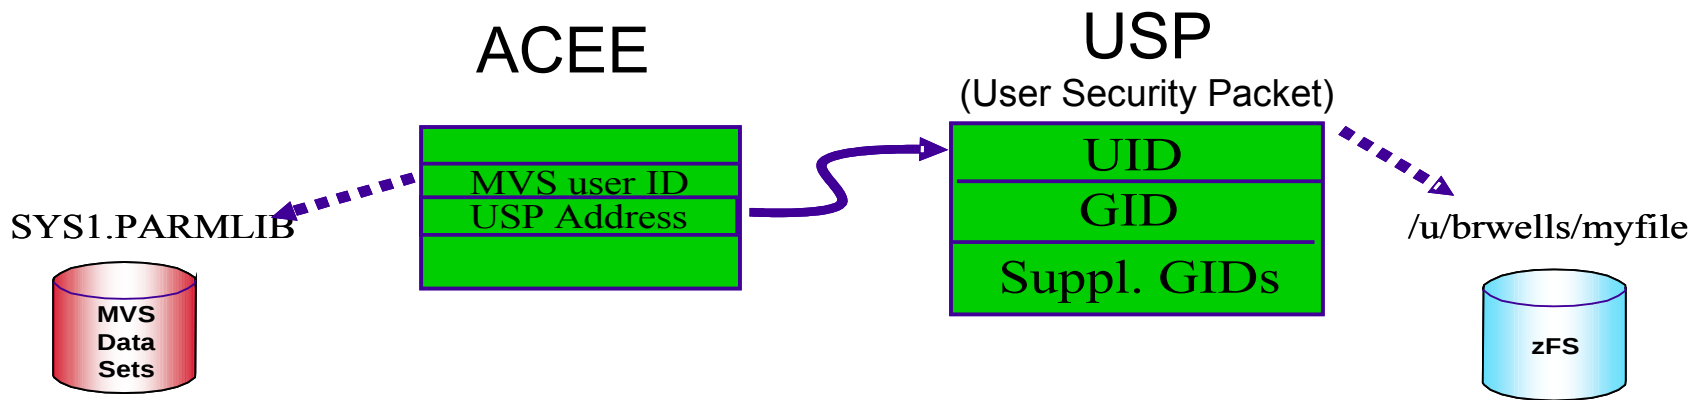 ACEE
USP
(User Security Packet)
MVS user ID
USP Address
UID
GID
Suppl. GIDs
SYS1.PARMLIB
/u/brwells/myfile
MVS
Data
Sets
zFS